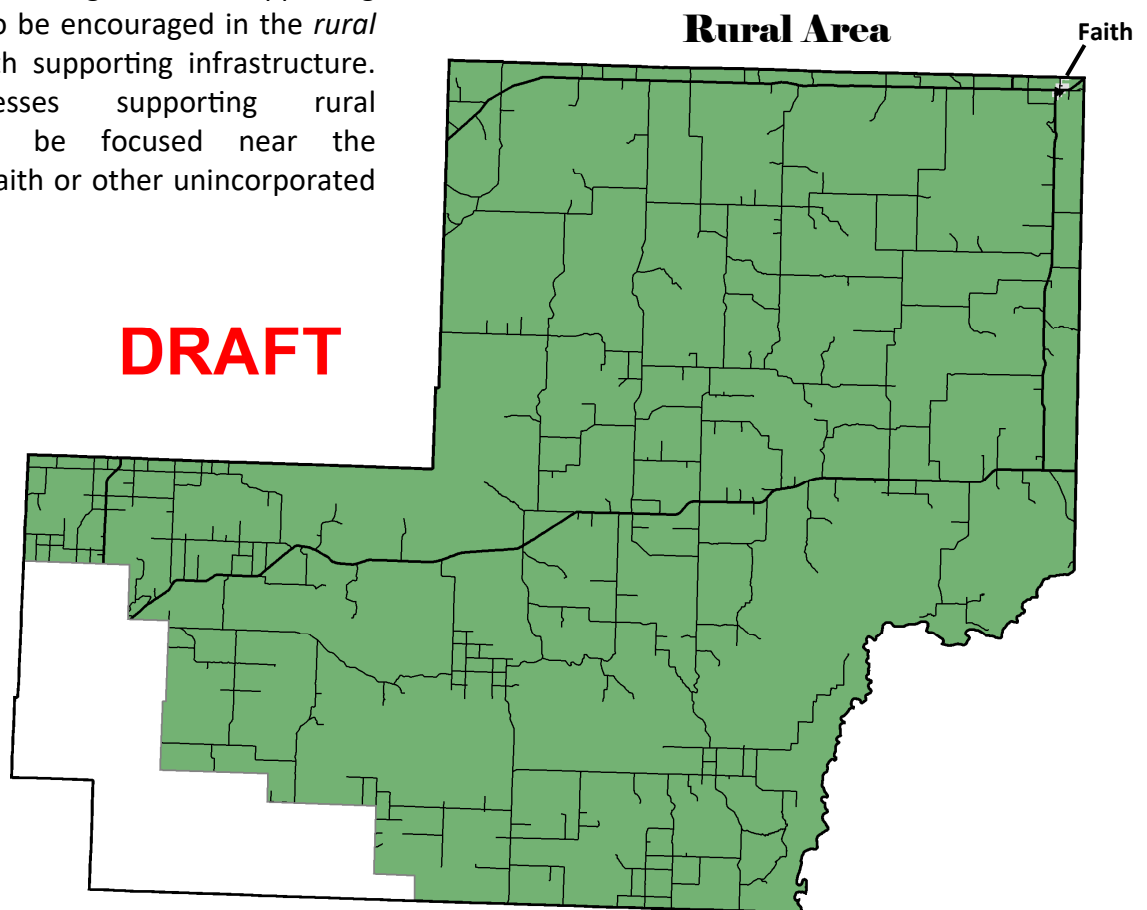 o be encouraged in the rural
h supporting infrastructure.
esses supporting rural
be focused near the
aith or other unincorporated
Rural Area
Faith
DRAFT